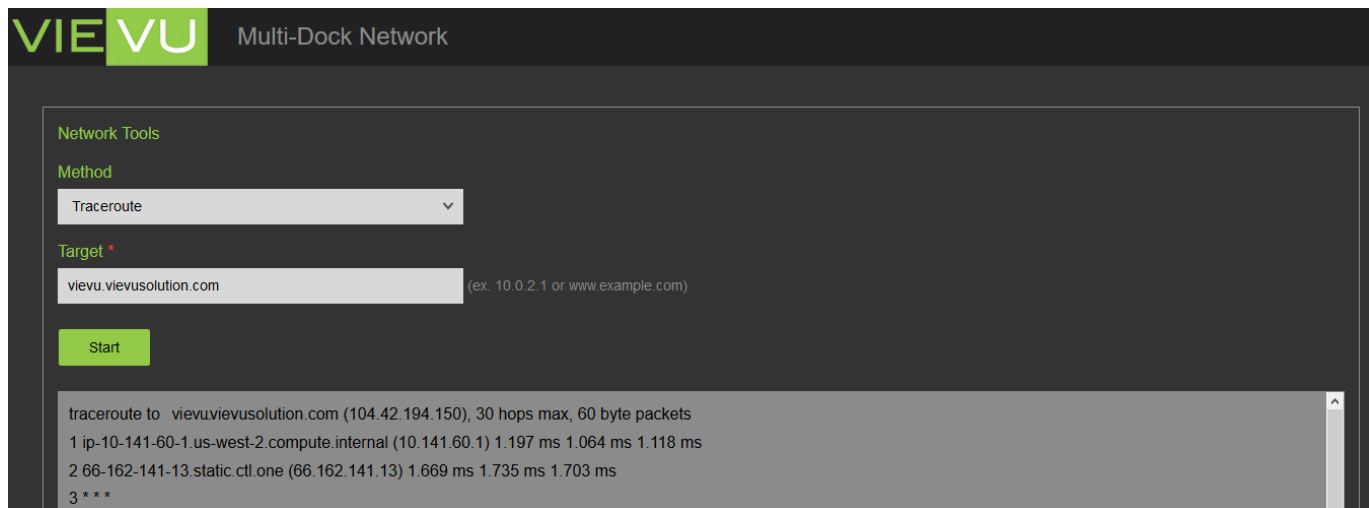 VIEVU Multi-Dock Network
Network Tools
Method
Traceroute
Target *
vievu.vievusolution.com (ex. 10.0.2.1 or www.example.com)
Start
traceroute to vievu.vievusolution.com (104.42.194.150), 30 hops max, 60 byte packets
1 ip-10-141-60-1.us-west-2.compute.internal (10.141.60.1) 1.197 ms 1.064 ms 1.118 ms
2 66-162-141-13.static.ctl.one (66.162.141.13) 1.669 ms 1.735 ms 1.703 ms
3 * * *